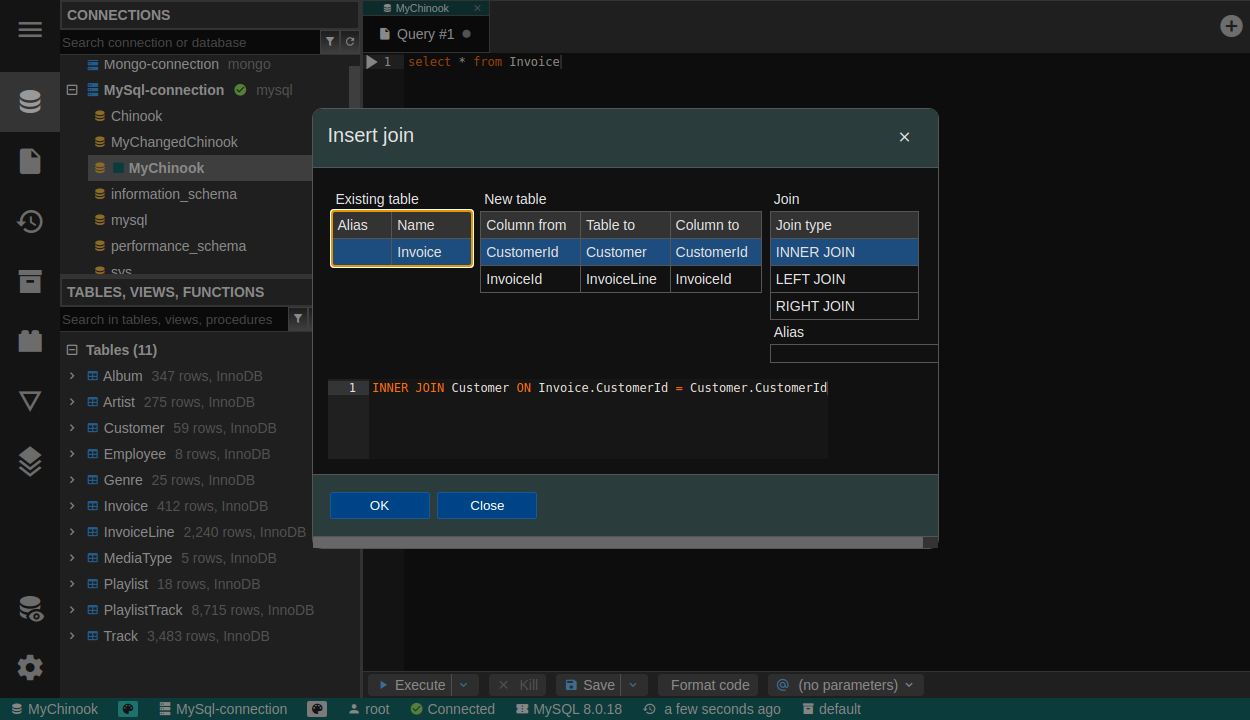 CONNECTIONS
Search connection or database
Mongo-connection mongo
MySql-connection mysql
Chinook
MyChangedChinook
MyChinook
information_schema
mysql
performance_schema
sys
TABLES, VIEWS, FUNCTIONS
Search in tables, views, procedures
Tables (11)
Album 347 rows, InnoDB
Artist 275 rows, InnoDB
Customer 59 rows, InnoDB
Employee 8 rows, InnoDB
Genre 25 rows, InnoDB
Invoice 412 rows, InnoDB
InvoiceLine 2,240 rows, InnoDB
MediaType 5 rows, InnoDB
Playlist 18 rows, InnoDB
PlaylistTrack 8,715 rows, InnoDB
Track 3,483 rows, InnoDB
MyChinook
Query #1
1 select * from Invoice
Insert join
Existing table New table Join
Alias Name Column from Table to Column to Join type
Invoice CustomerId Customer CustomerId INNER JOIN
InvoiceId InvoiceLine InvoiceId LEFT JOIN
RIGHT JOIN
Alias
1 INNER JOIN Customer ON Invoice.CustomerId = Customer.CustomerId
OK Close
Execute Kill Save Format code (no parameters)
MyChinook MySql-connection root Connected MySQL 8.0.18 a few seconds ago default